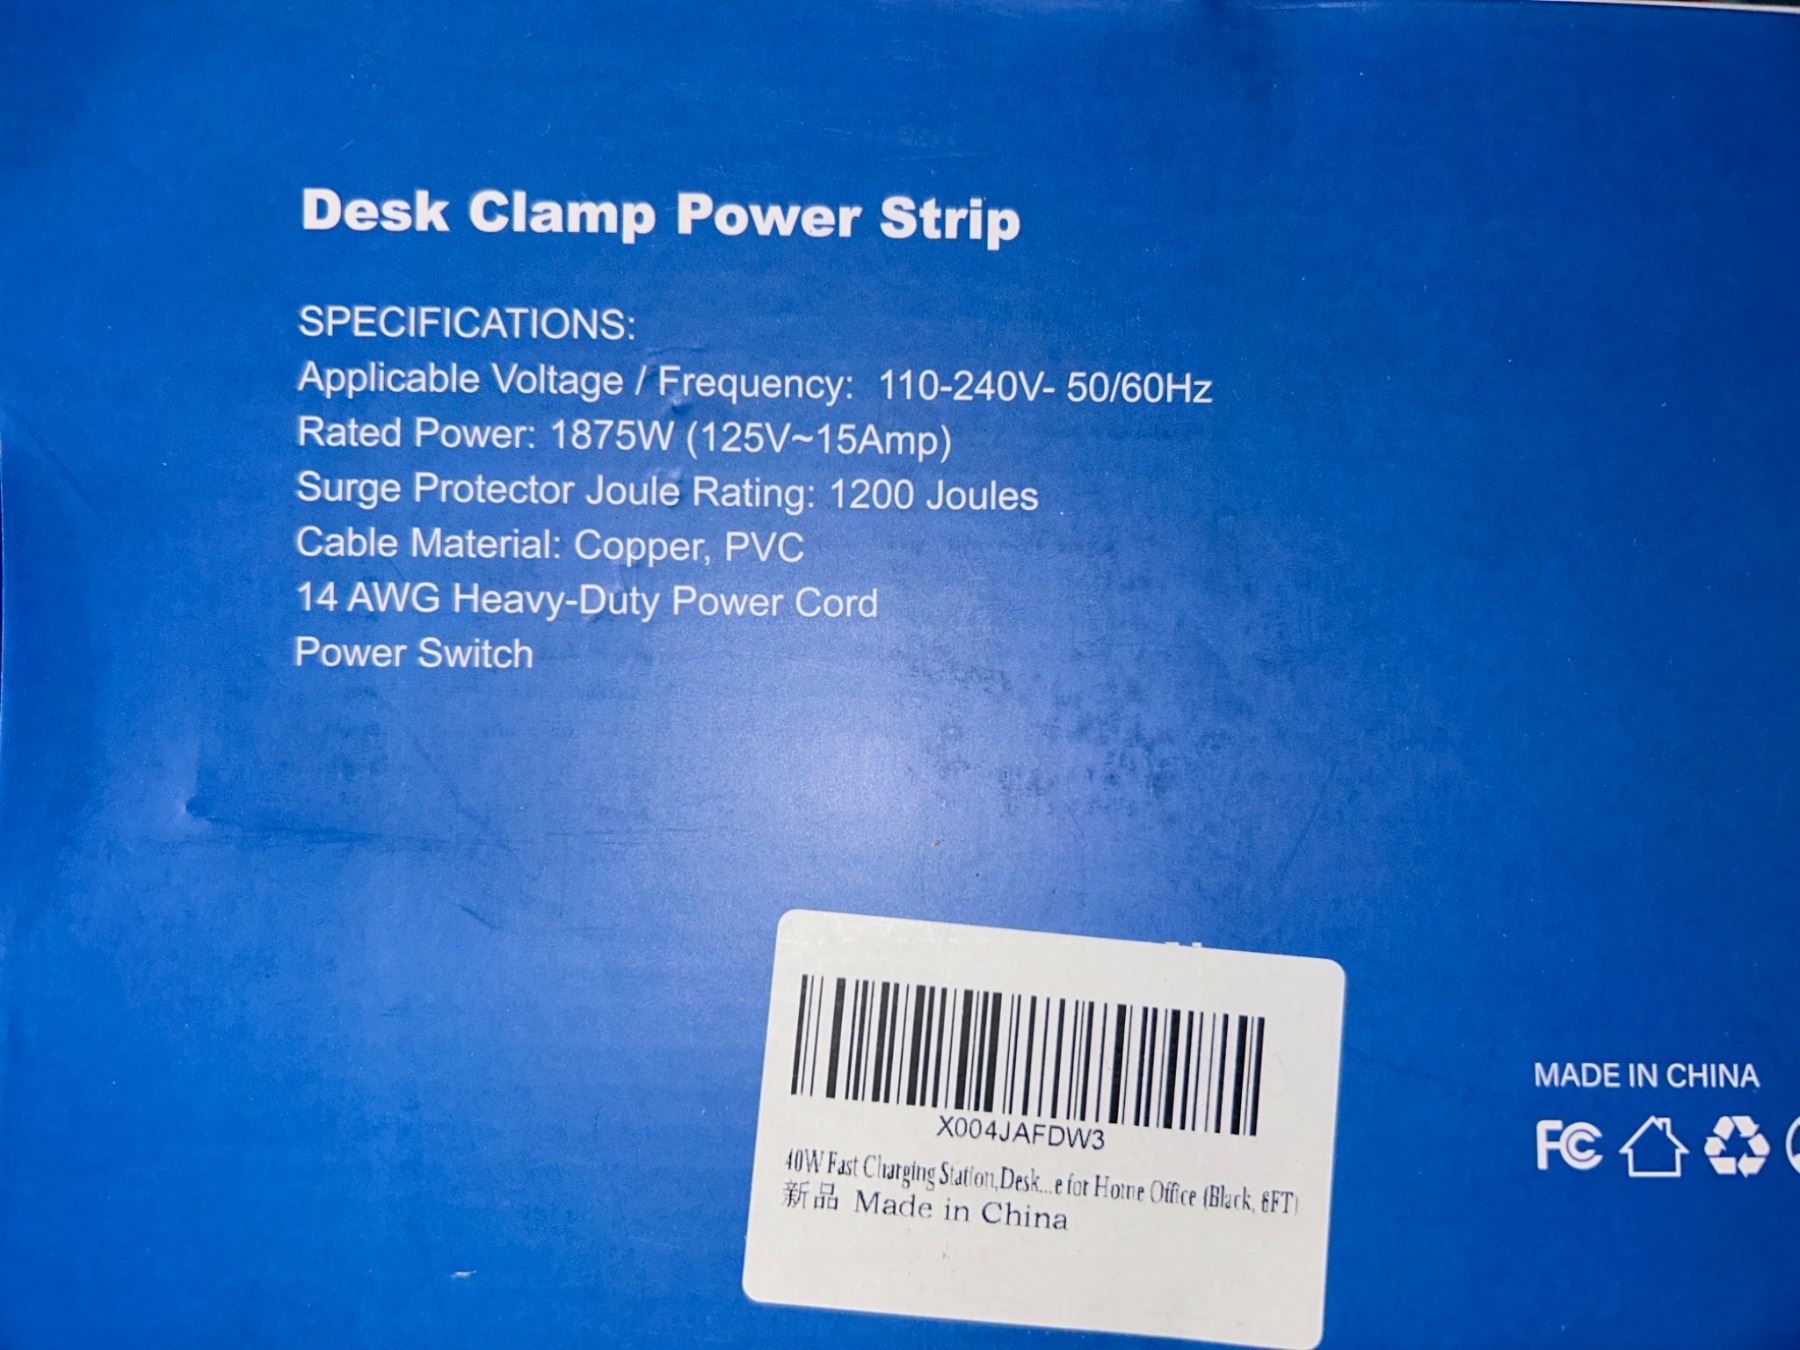 Desk Clamp Power Strip
SPECIFICATIONS:
Applicable Voltage / Frequency: 110-240V- 50/60Hz
Rated Power: 1875W (125V~15Amp)
Surge Protector Joule Rating: 1200 Joules
Cable Material: Copper, PVC
14 AWG Heavy-Duty Power Cord
Power Switch
X004JAFDW3
40W Fast Charging Station,Desk...e for Home Office (Black, 6FT)
新品 Made in China
MADE IN CHINA
FC